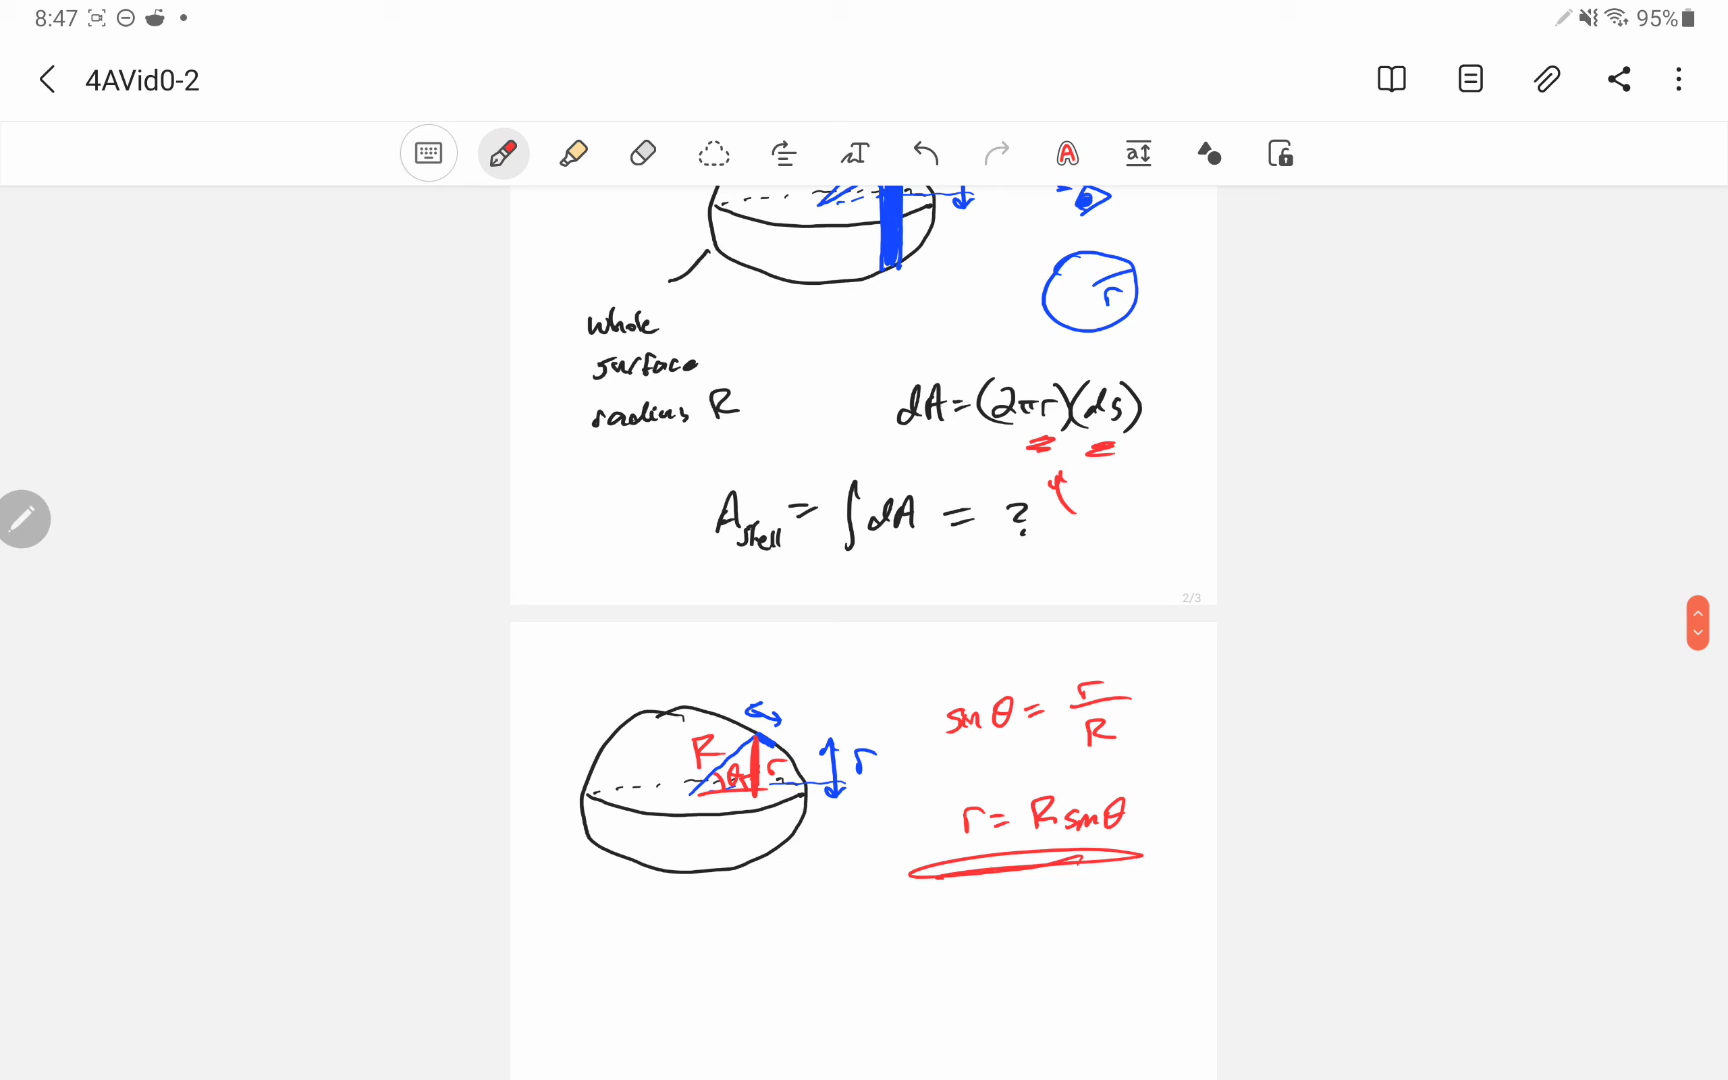 8:47
95%
4AVid0-2
r
whole
surface
radius R
dA = (2πr)(ds)
A_shell = ∫dA = ?
2/3
R
θ
r
r
sin θ = r/R
r = R sin θ